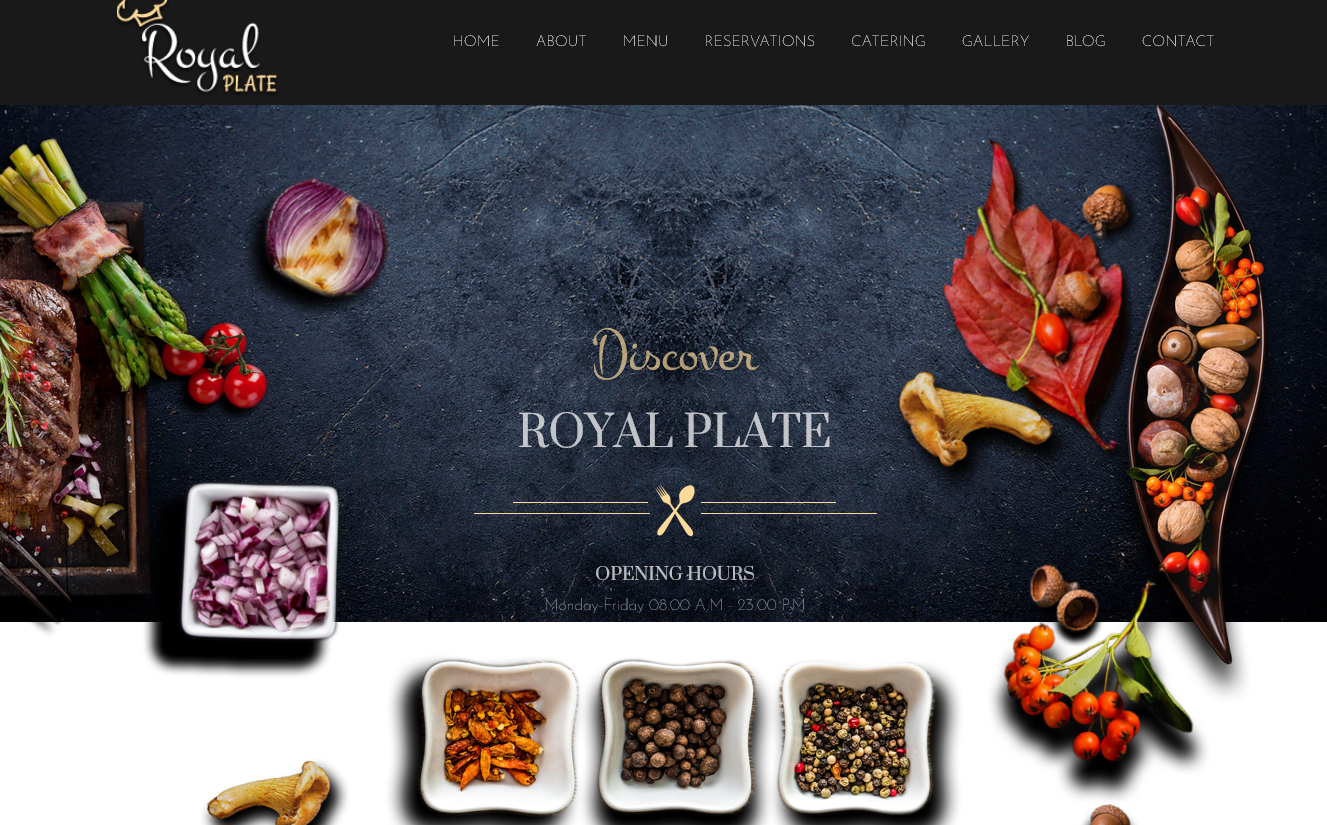 Royal
PLATE
HOME ABOUT MENU RESERVATIONS CATERING GALLERY BLOG CONTACT
Discover
ROYAL PLATE
OPENING HOURS
Monday-Friday 08.00 A.M - 23.00 P.M